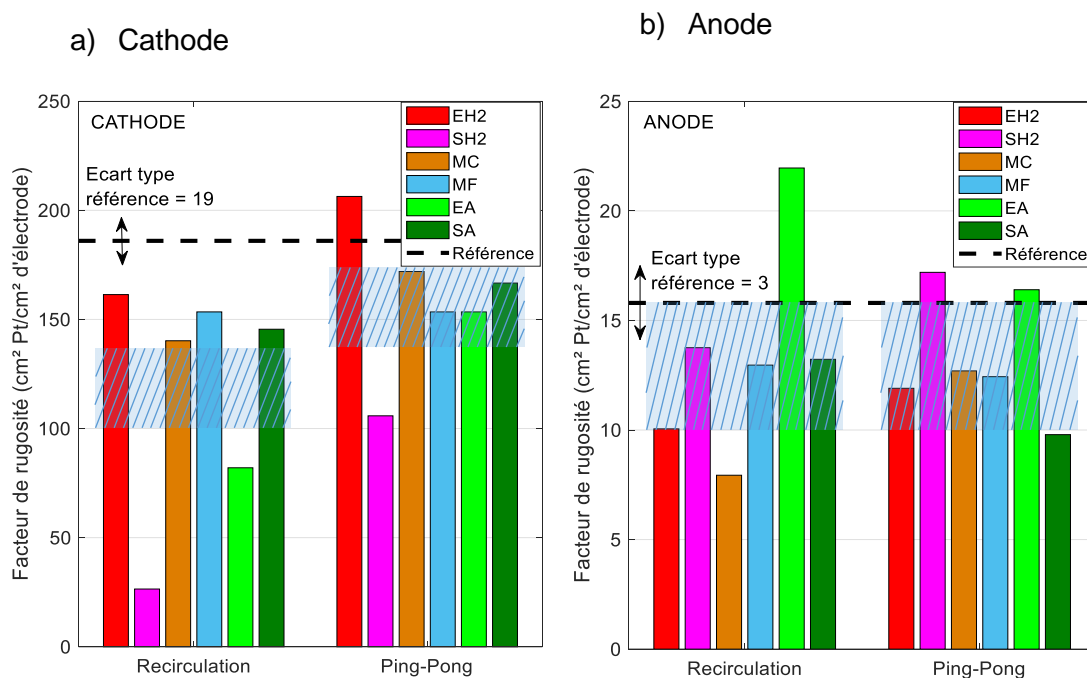 a) Cathode
Facteur de rugosité (cm² Pt/cm² d'électrode)
250
200
150
100
50
0
CATHODE
Ecart type
référence = 19
EH2
SH2
MC
MF
EA
SA
Référence
Recirculation
Ping-Pong
b) Anode
Facteur de rugosité (cm² Pt/cm² d'électrode)
25
20
15
10
5
0
ANODE
Ecart type
référence = 3
EH2
SH2
MC
MF
EA
SA
Référence
Recirculation
Ping-Pong